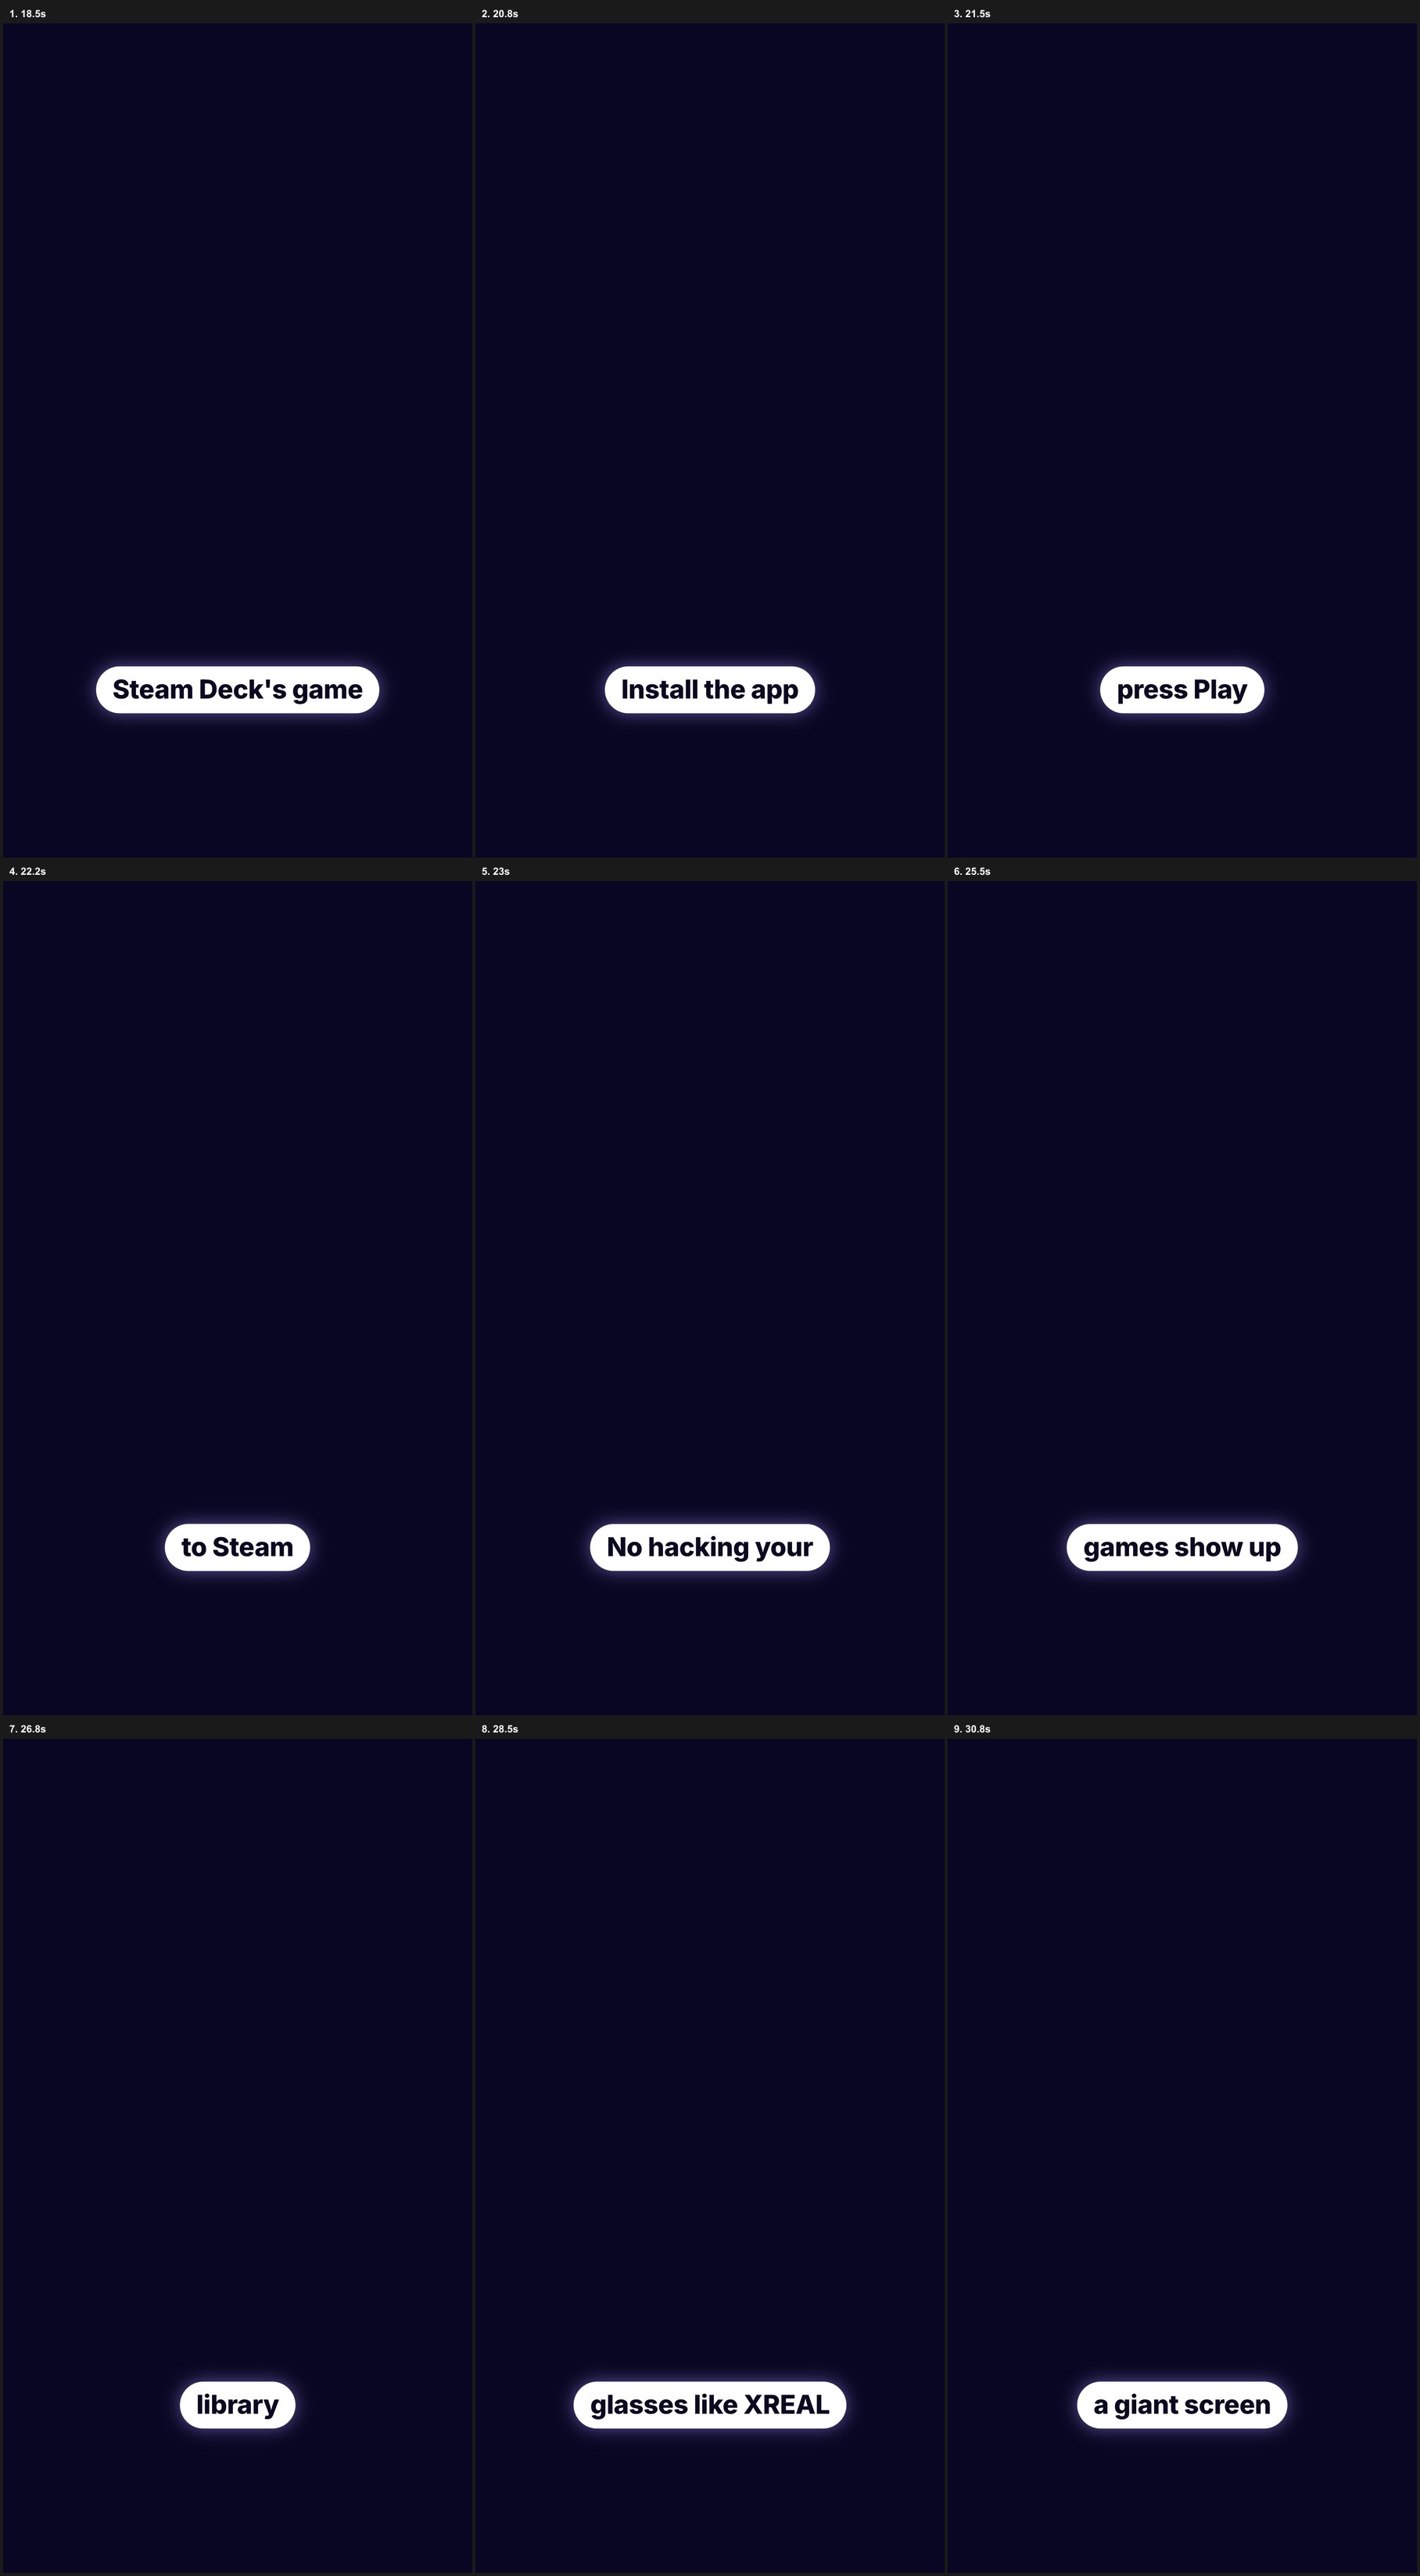 1. 18.5s
Steam Deck's game
2. 20.8s
Install the app
3. 21.5s
press Play
4. 22.2s
to Steam
5. 23s
No hacking your
6. 25.5s
games show up
7. 26.8s
library
8. 28.5s
glasses like XREAL
9. 30.8s
a giant screen